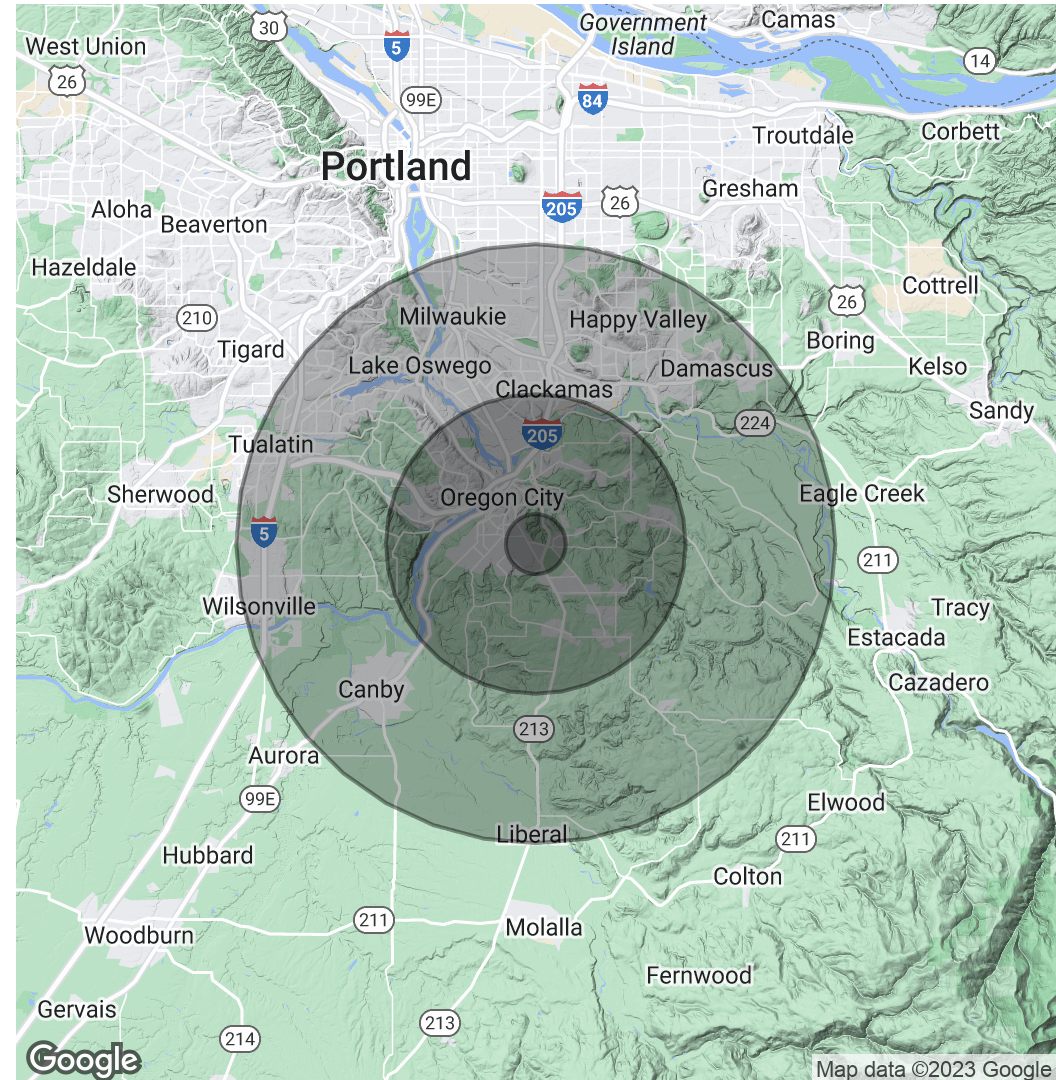 Government
Island
Camas
30
5
West Union
26
14
99E
84
Troutdale
Corbett
Portland
Gresham
205
26
Aloha
Beaverton
Hazeldale
Cottrell
26
210
Milwaukie
Happy Valley
Boring
Tigard
Lake Oswego
Damascus
Kelso
Clackamas
Sandy
224
205
Tualatin
Sherwood
Oregon City
Eagle Creek
5
211
Wilsonville
Tracy
Estacada
Canby
Cazadero
213
Aurora
99E
Elwood
Liberal
211
Hubbard
Colton
211
Molalla
Woodburn
Fernwood
Gervais
213
214
Google
Map data ©2023 Google